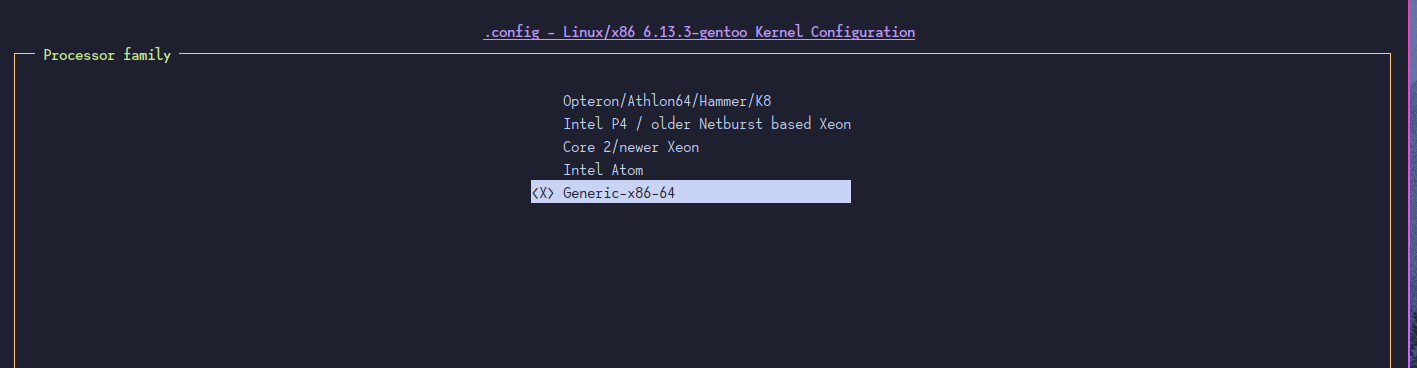 .config - Linux/x86 6.13.3-gentoo Kernel Configuration
Processor family
Opteron/Athlon64/Hammer/K8
Intel P4 / older Netburst based Xeon
Core 2/newer Xeon
Intel Atom
<X> Generic-x86-64